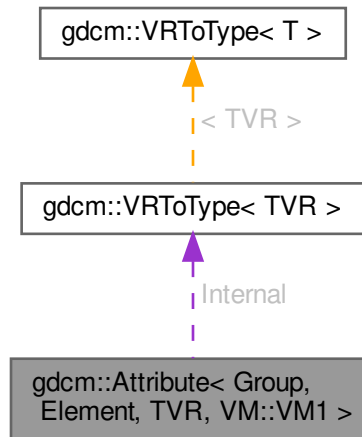 gdcm::VRToType< T >
< TVR >
gdcm::VRToType< TVR >
Internal
gdcm::Attribute< Group,
Element, TVR, VM::VM1 >